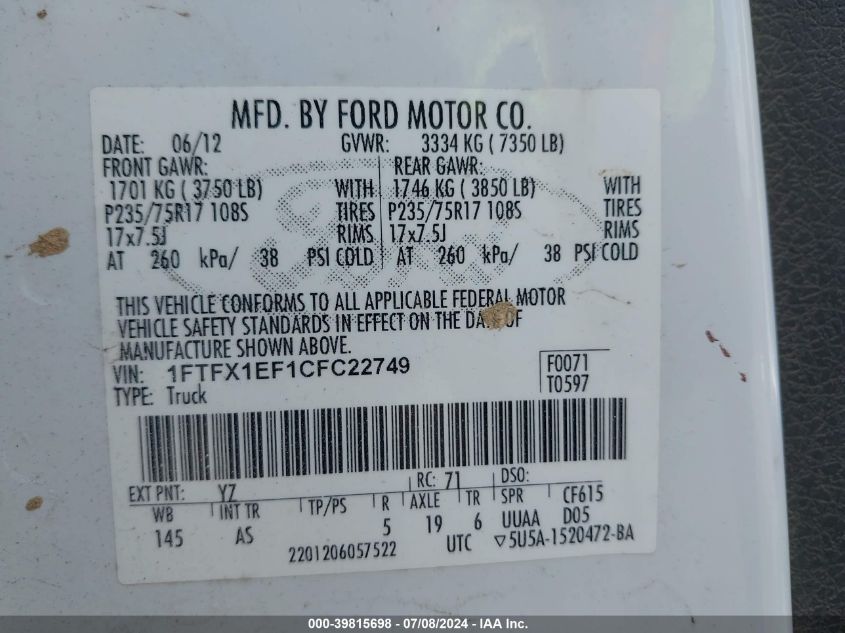 MFD. BY FORD MOTOR CO.
DATE: 06/12 GVWR: 3334 KG ( 7350 LB)
FRONT GAWR: REAR GAWR:
1701 KG ( 3750 LB) WITH 1746 KG ( 3850 LB) WITH
P235/75R17 108S TIRES P235/75R17 108S TIRES
17x7.5J RIMS 17x7.5J RIMS
AT 260 kPa/ 38 PSI COLD AT 260 kPa/ 38 PSI COLD
THIS VEHICLE CONFORMS TO ALL APPLICABLE FEDERAL MOTOR
VEHICLE SAFETY STANDARDS IN EFFECT ON THE DATE OF
MANUFACTURE SHOWN ABOVE.
VIN: 1FTFX1EF1CFC22749 F0071
TYPE: Truck T0597
EXT PNT: YZ RC: 71 DSO:
WB INT TR TP/PS R AXLE TR SPR CF615
145 AS 5 19 6 UUAA D05
2201206057522 UTC ▽5U5A-1520472-BA
Ford
000-39815698 - 07/08/2024 - IAA Inc.